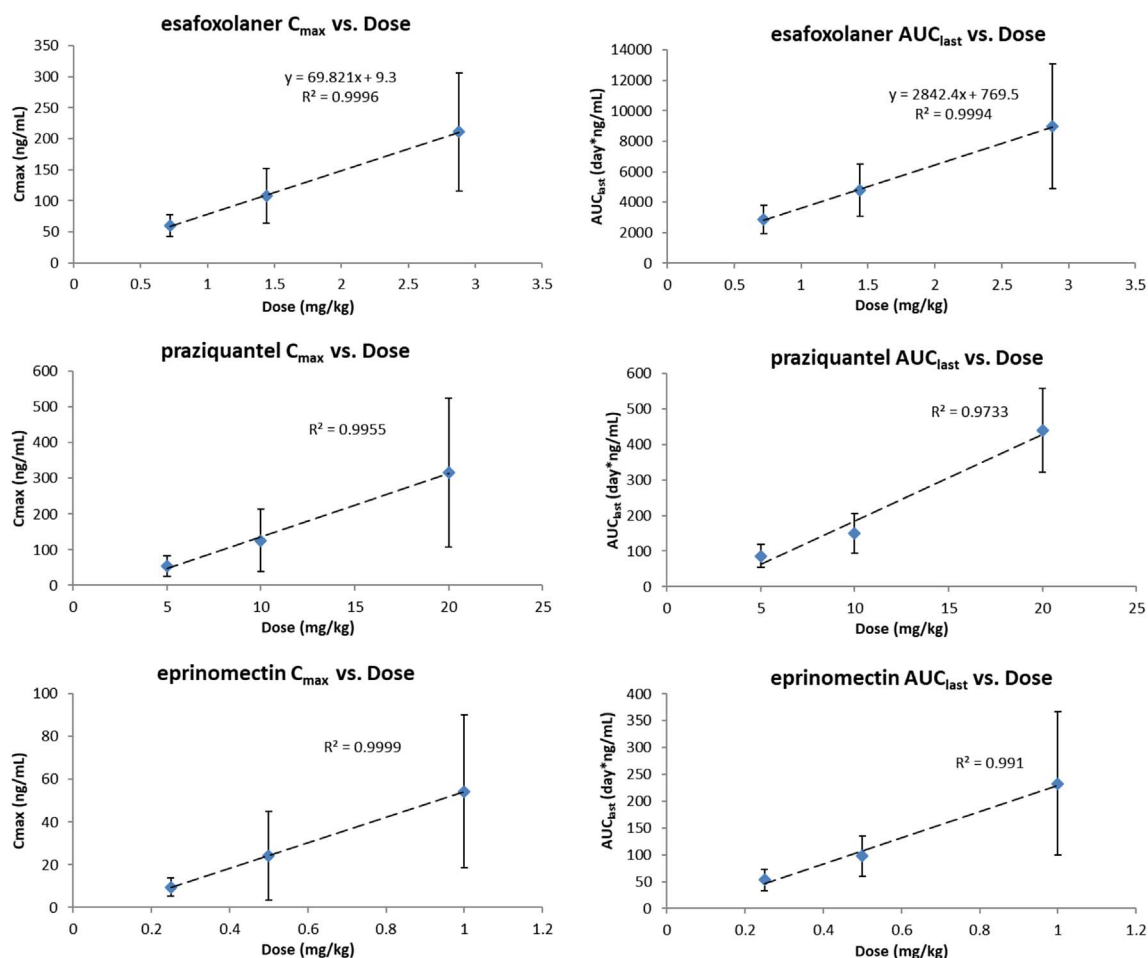 esafoxolaner Cmax vs. Dose
350
300
250
200
150
100
50
0
Cmax (ng/mL)
y = 69.821x + 9.3
R² = 0.9996
0 0.5 1 1.5 2 2.5 3 3.5
Dose (mg/kg)
esafoxolaner AUClast vs. Dose
14000
12000
10000
8000
6000
4000
2000
0
AUClast (day*ng/mL)
y = 2842.4x + 769.5
R² = 0.9994
0 0.5 1 1.5 2 2.5 3 3.5
Dose (mg/kg)
praziquantel Cmax vs. Dose
600
500
400
300
200
100
0
Cmax (ng/mL)
R² = 0.9955
0 5 10 15 20 25
Dose (mg/kg)
praziquantel AUClast vs. Dose
600
500
400
300
200
100
0
AUClast (day*ng/mL)
R² = 0.9733
0 5 10 15 20 25
Dose (mg/kg)
eprinomectin Cmax vs. Dose
100
80
60
40
20
0
Cmax (ng/mL)
R² = 0.9999
0 0.2 0.4 0.6 0.8 1 1.2
Dose (mg/kg)
eprinomectin AUClast vs. Dose
400
350
300
250
200
150
100
50
0
AUClast (day*ng/mL)
R² = 0.991
0 0.2 0.4 0.6 0.8 1 1.2
Dose (mg/kg)